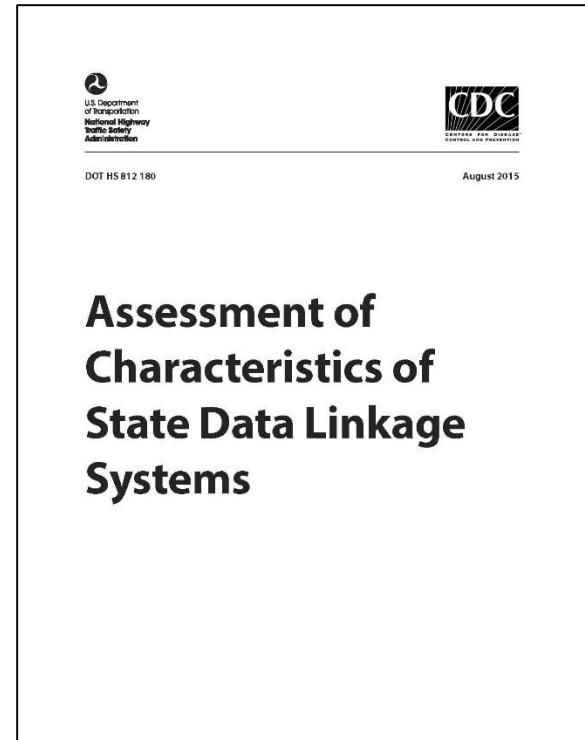 U.S. Department
of Transportation
National Highway
Traffic Safety
Administration
CDC
CENTERS FOR DISEASE
CONTROL AND PREVENTION
DOT HS 812 180
August 2015
Assessment of
Characteristics of
State Data Linkage
Systems